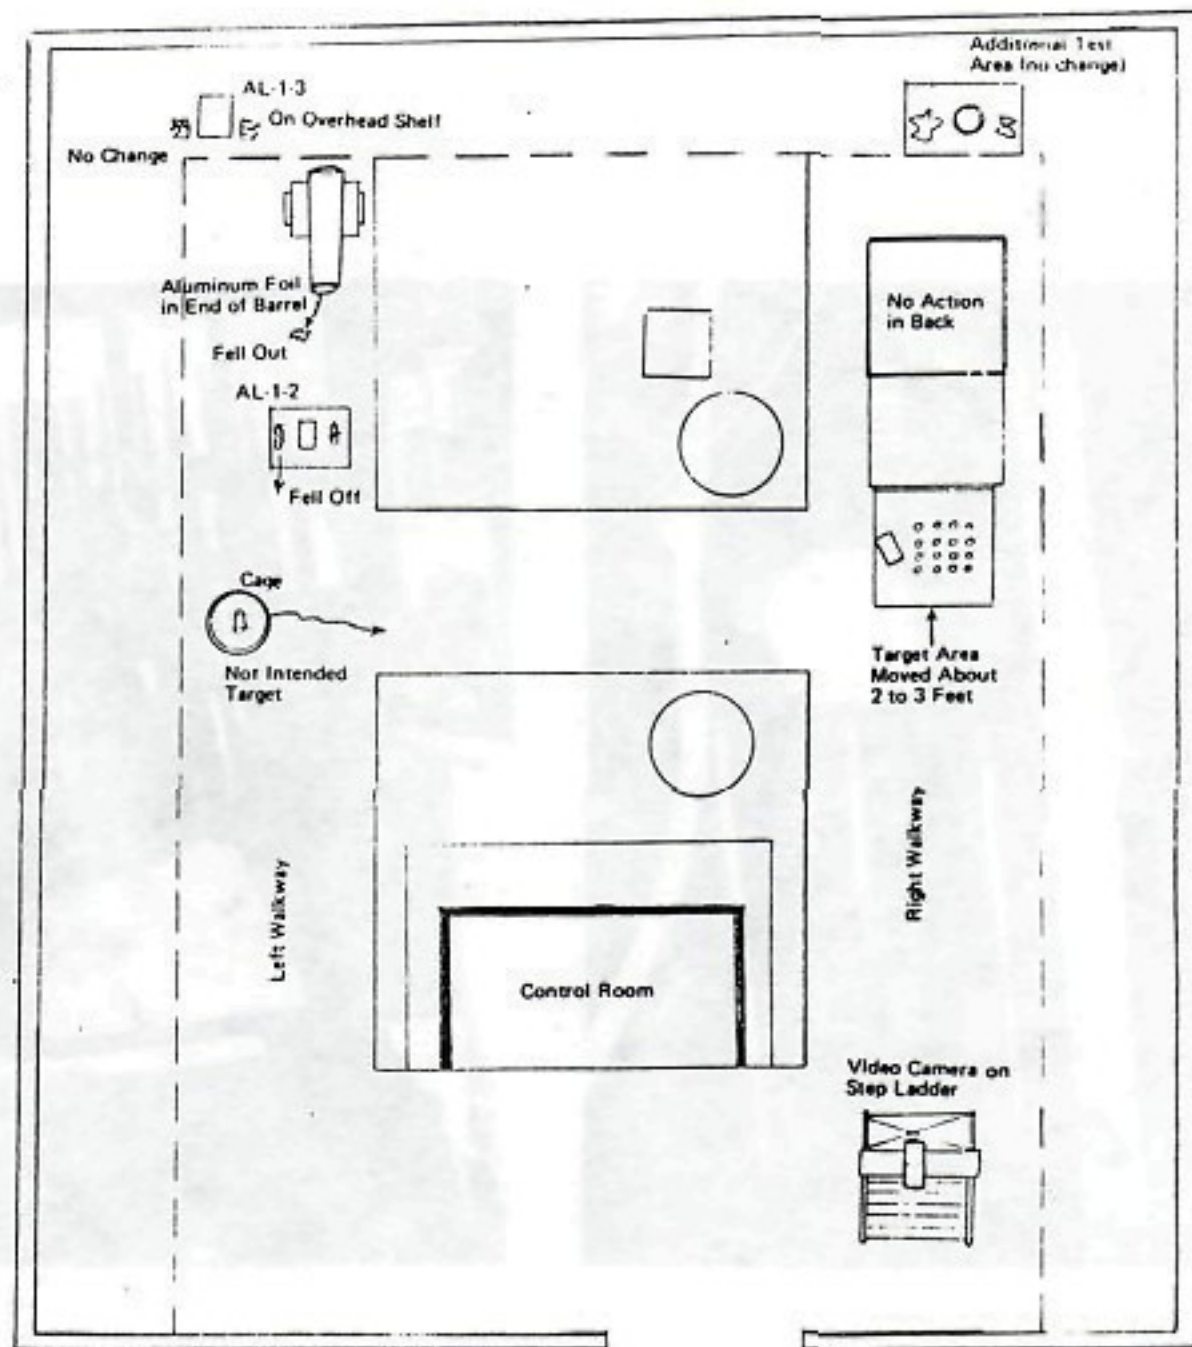 Additional Test
Area (no change)
AL-1-3
On Overhead Shelf
No Change
Aluminum Foil
in End of Barrel
Fell Out
AL-1-2
Fell Off
No Action
in Back
Cage
Not Intended
Target
Target Area
Moved About
2 to 3 Feet
Left Walkway
Right Walkway
Control Room
Video Camera on
Step Ladder